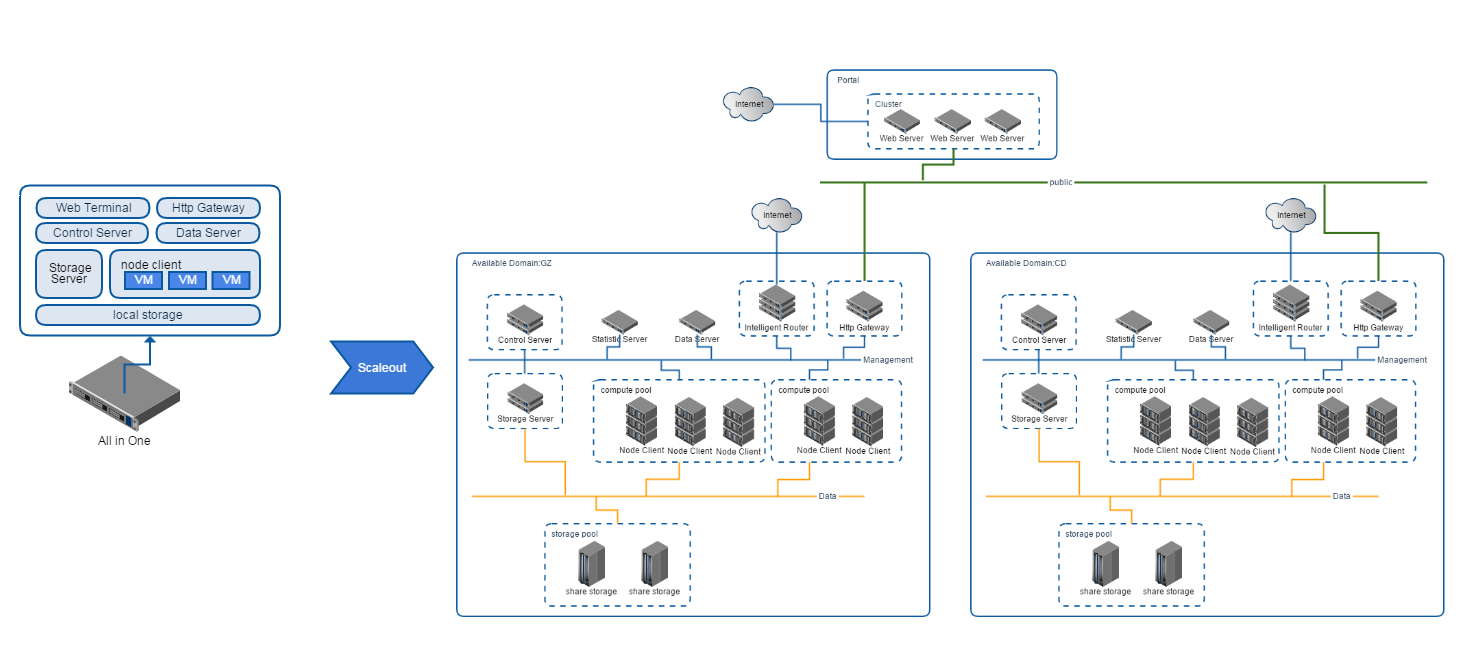 Web Terminal
Http Gateway
Control Server
Data Server
Storage
Server
node client
VM
VM
VM
local storage
All in One
Scaleout
Internet
Portal
Cluster
Web Server
Web Server
Web Server
public
Internet
Available Domain:GZ
Control Server
Statistic Server
Data Server
Intelligent Router
Http Gateway
Management
Storage Server
compute pool
Node Client
Node Client
Node Client
compute pool
Node Client
Node Client
Data
storage pool
share storage
share storage
Internet
Available Domain:CD
Control Server
Statistic Server
Data Server
Intelligent Router
Http Gateway
Management
Storage Server
compute pool
Node Client
Node Client
Node Client
compute pool
Node Client
Node Client
Data
storage pool
share storage
share storage